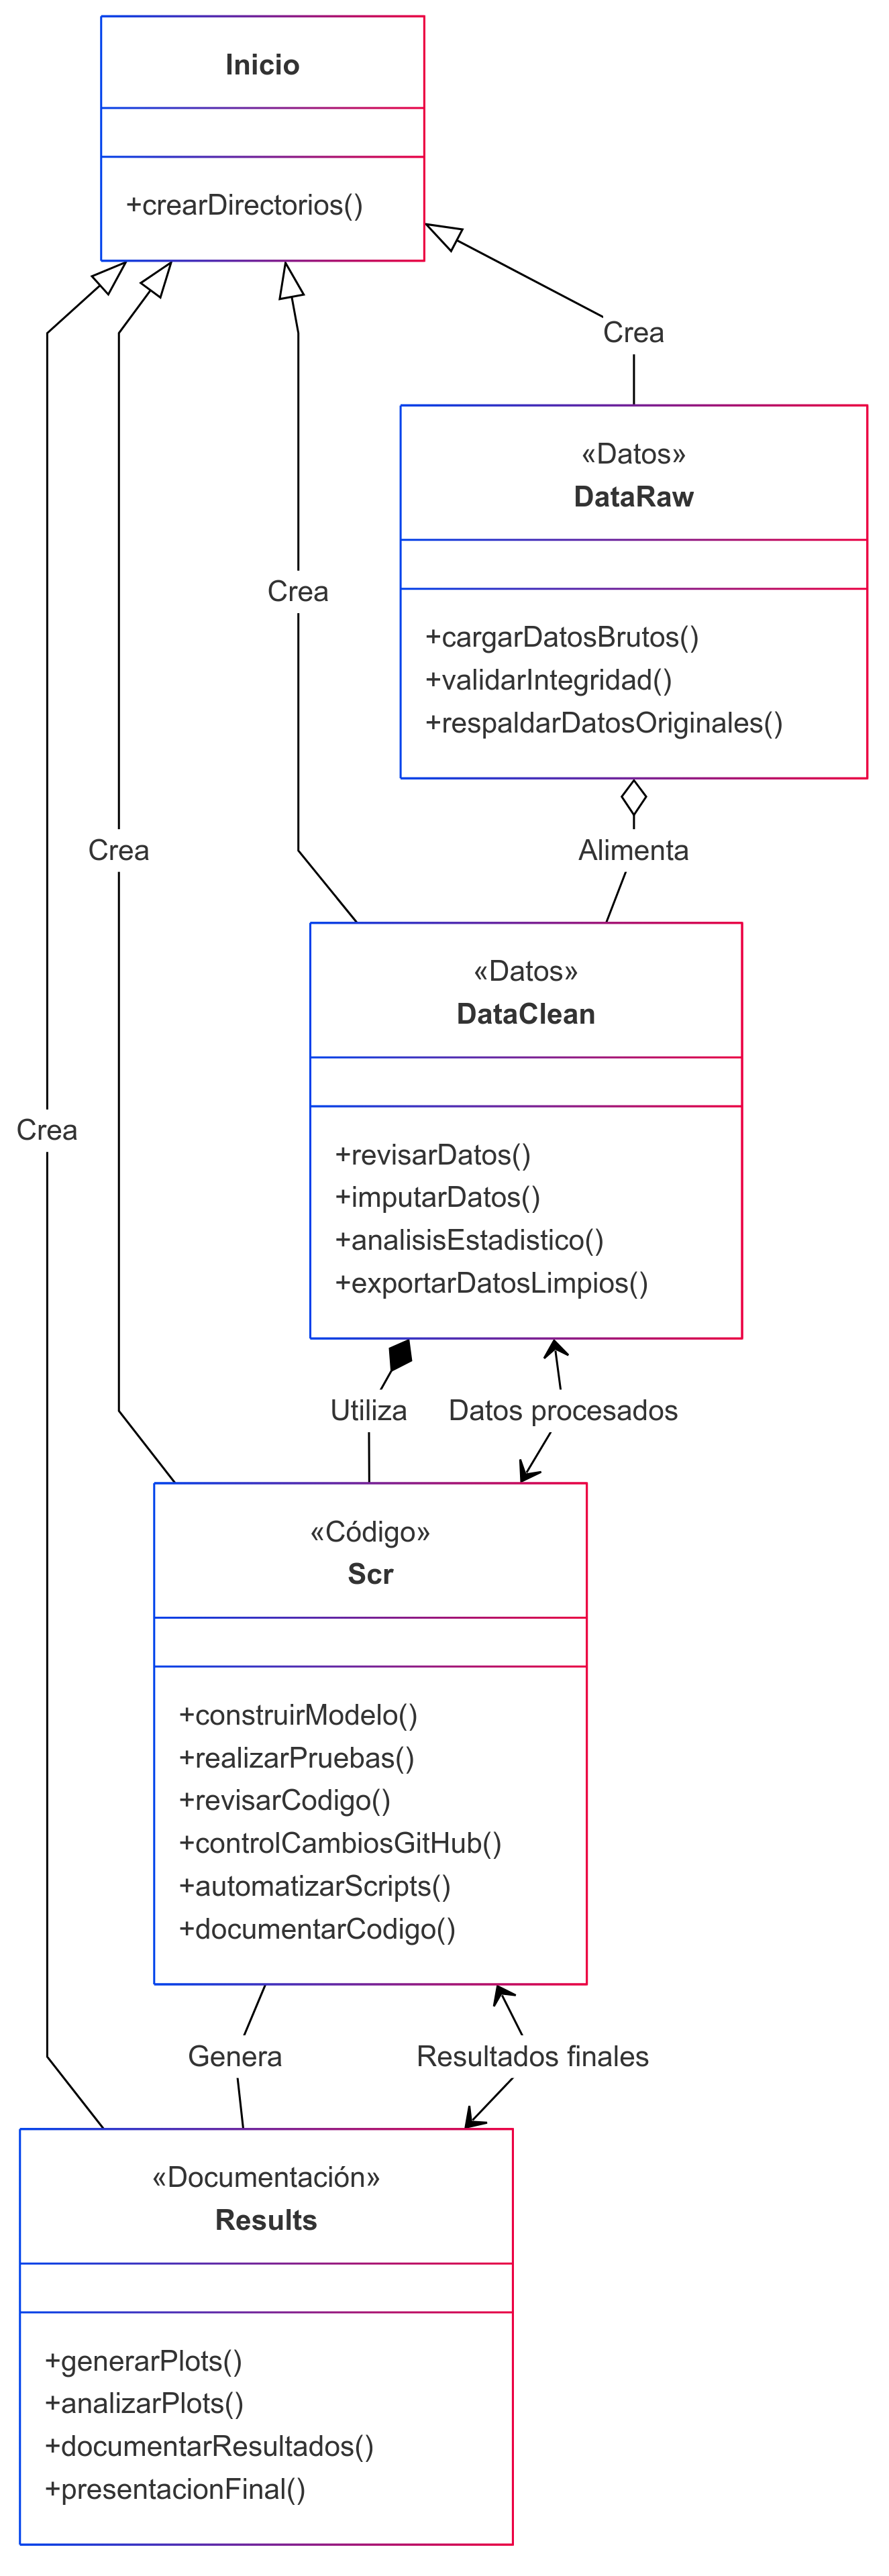 Inicio
+crearDirectorios()
Crea
«Datos»
DataRaw
+cargarDatosBrutos()
+validarIntegridad()
+respaldarDatosOriginales()
Crea
Crea
Alimenta
«Datos»
DataClean
Crea
+revisarDatos()
+imputarDatos()
+analisisEstadistico()
+exportarDatosLimpios()
Utiliza
Datos procesados
«Código»
Scr
+construirModelo()
+realizarPruebas()
+revisarCodigo()
+controlCambiosGitHub()
+automatizarScripts()
+documentarCodigo()
Genera
Resultados finales
«Documentación»
Results
+generarPlots()
+analizarPlots()
+documentarResultados()
+presentacionFinal()